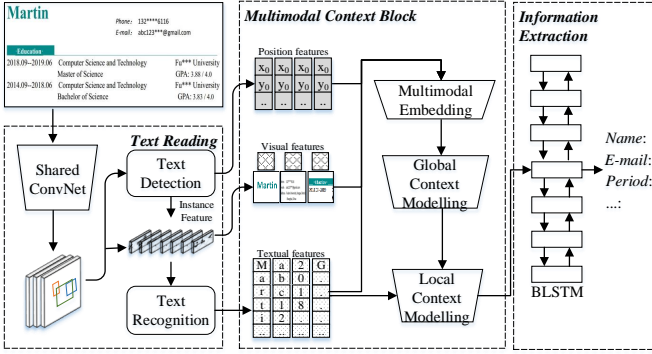 Martin
Phone: 132****6116
E-mail: abc123***@gmail.com
Education
2018.09--2019.06 Computer Science and Technology Fu*** University
Master of Science GPA: 3.88 / 4.0
2014.09--2018.06 Computer Science and Technology Fu*** University
Bachelor of Science GPA: 3.83 / 4.0
Text Reading
Shared
ConvNet
Text
Detection
Instance
Feature
Text
Recognition
Multimodal Context Block
Position features
x0 x0 x0 x0
y0 y0 y0 y0
.. .. .. ..
Visual features
Martin
Textual features
M a 2 G
a b 0 .
r c 1 .
t 1 8 .
i 2 . .
.. .. .. ..
Multimodal
Embedding
Global
Context
Modelling
Local
Context
Modelling
Information
Extraction
BLSTM
Name:
E-mail:
Period:
...: